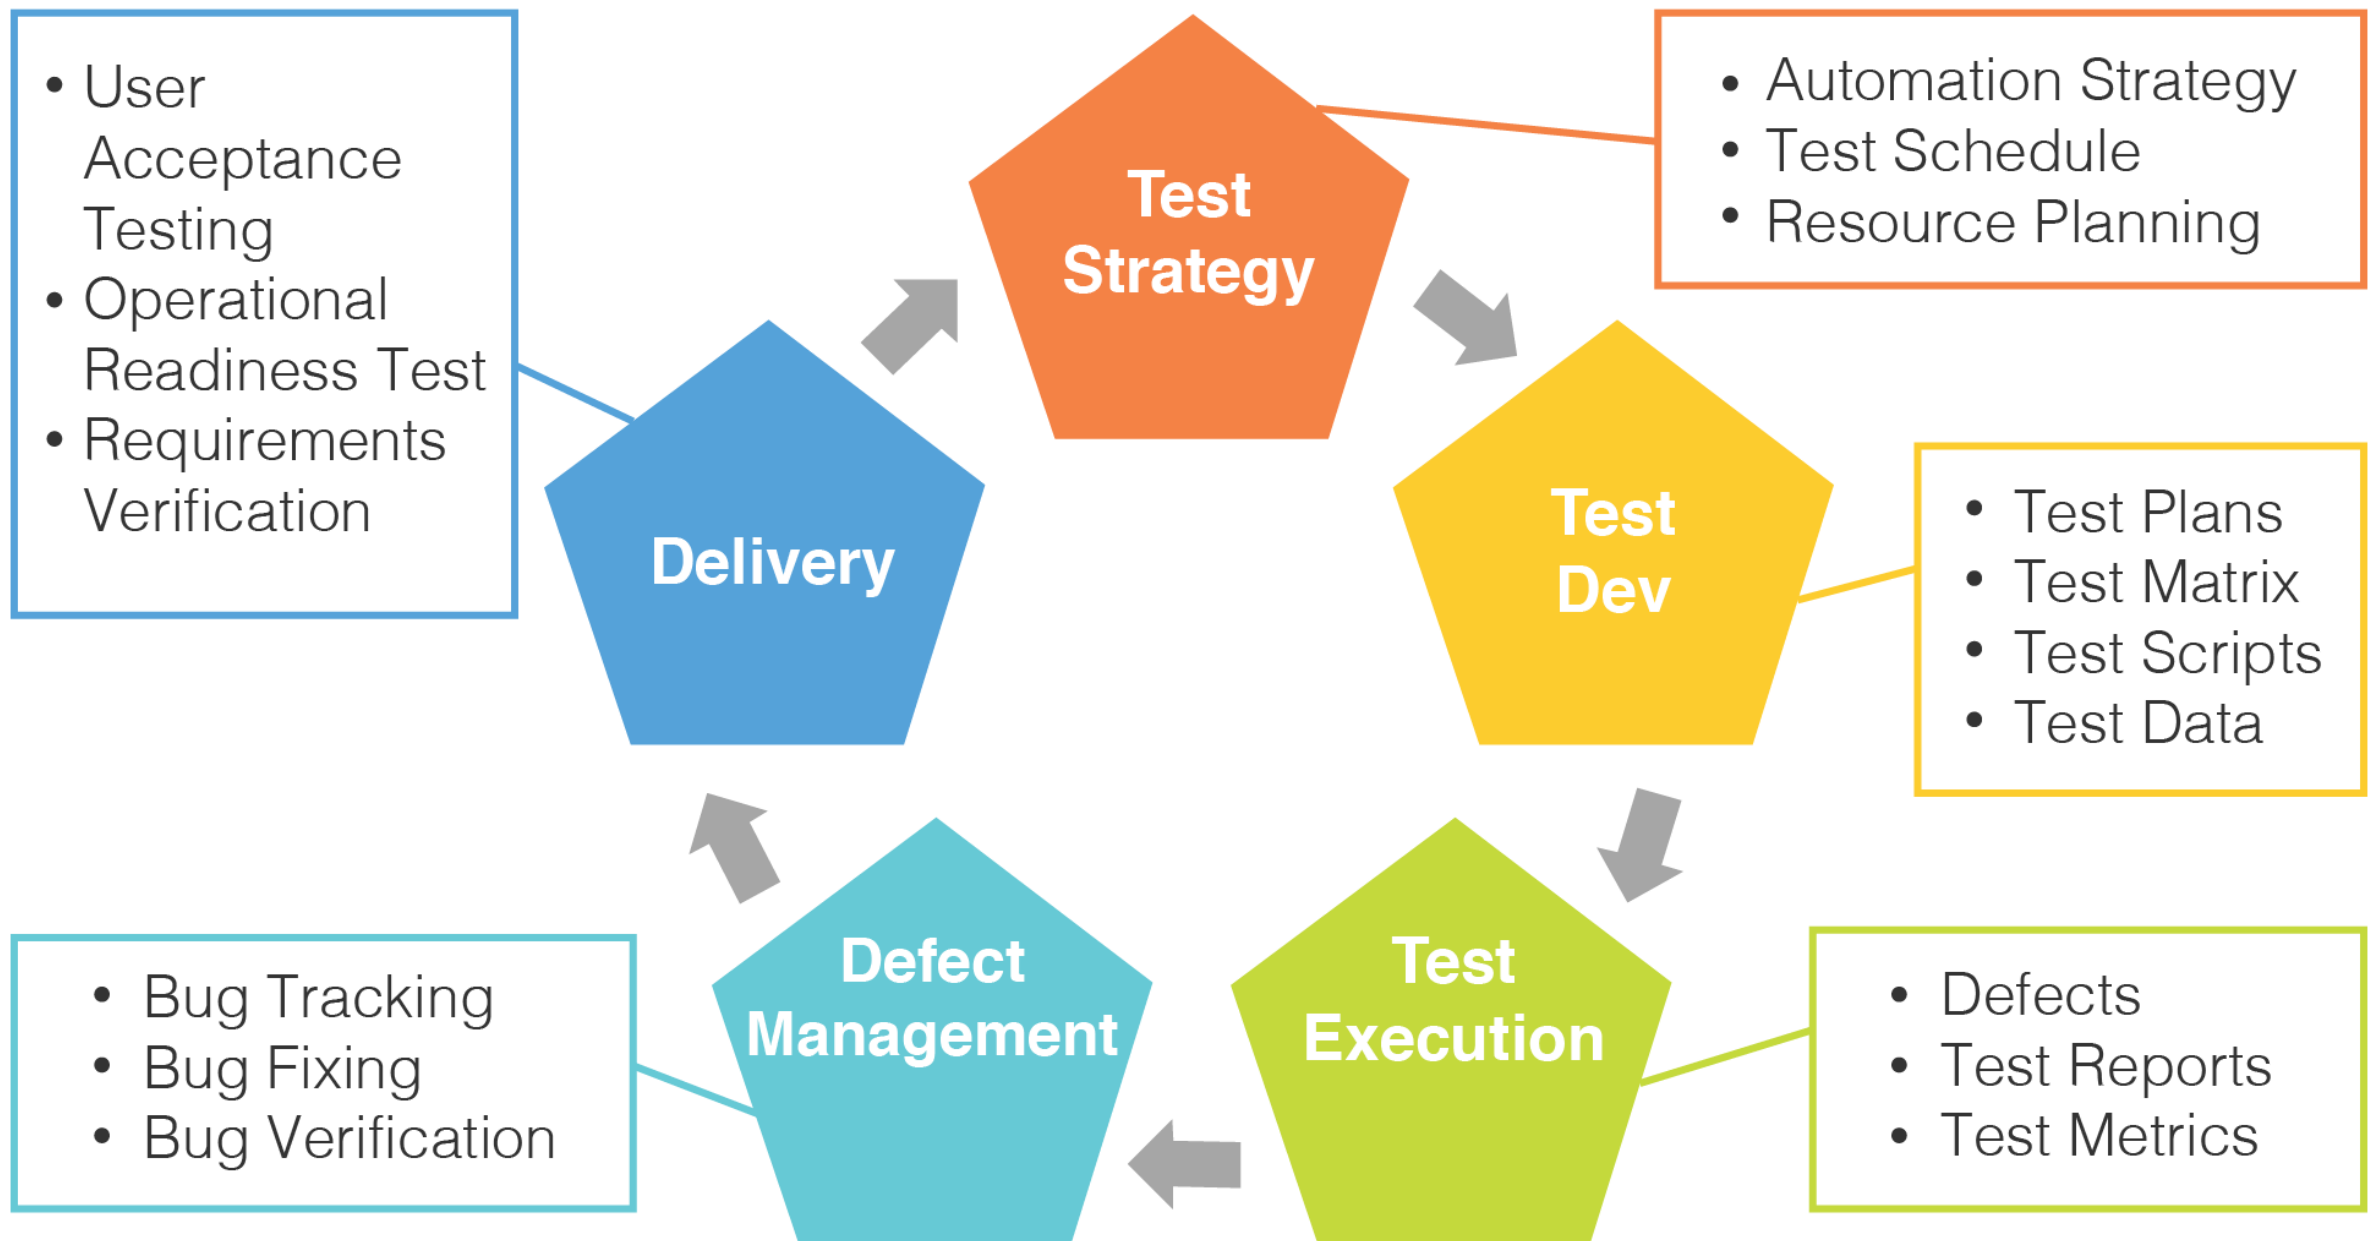 Test
Strategy
• Automation Strategy
• Test Schedule
• Resource Planning
Test
Dev
• Test Plans
• Test Matrix
• Test Scripts
• Test Data
Test
Execution
• Defects
• Test Reports
• Test Metrics
Defect
Management
• Bug Tracking
• Bug Fixing
• Bug Verification
Delivery
• User
Acceptance
Testing
• Operational
Readiness Test
• Requirements
Verification